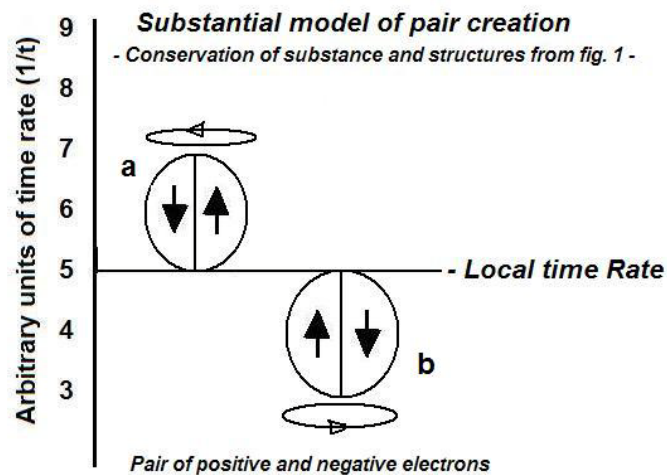 Substantial model of pair creation
- Conservation of substance and structures from fig. 1 -
Arbitrary units of time rate (1/t)
9
8
7
6
5
4
3
a
- Local time Rate
b
Pair of positive and negative electrons